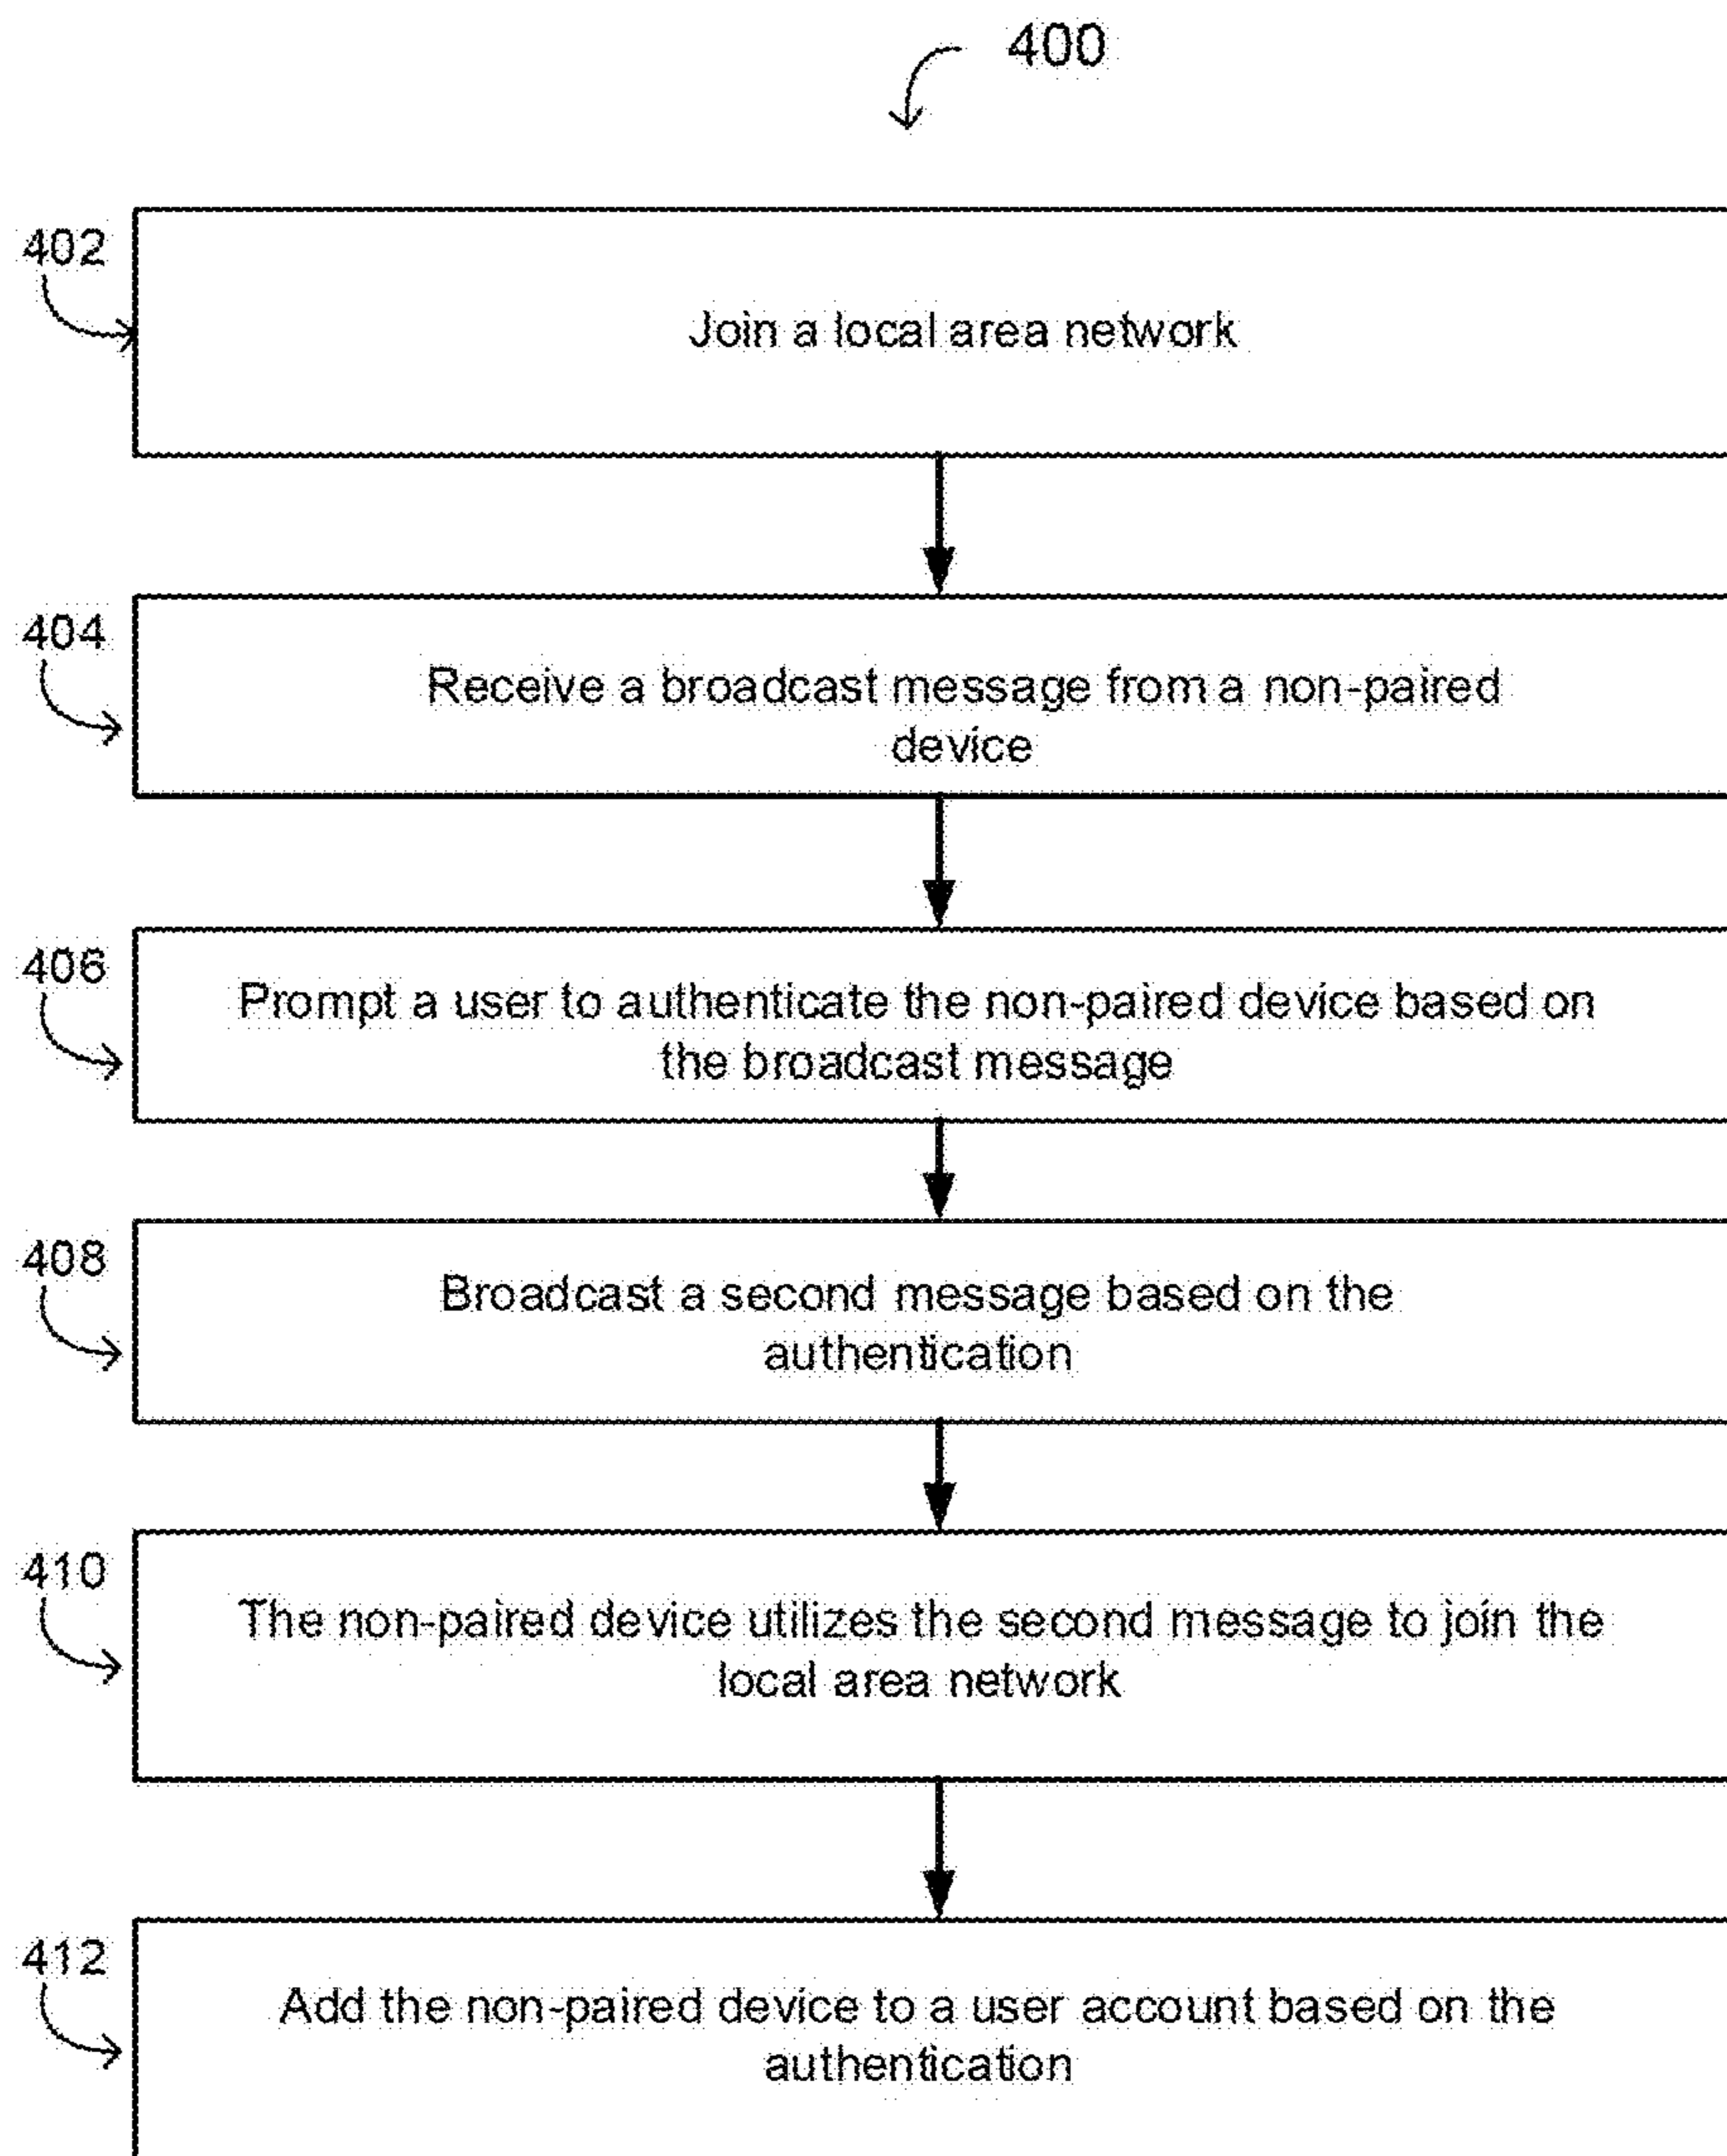 400
402
Join a local area network
404
Receive a broadcast message from a non-paired
device
406
Prompt a user to authenticate the non-paired device based on
the broadcast message
408
Broadcast a second message based on the
authentication
410
The non-paired device utilizes the second message to join the
local area network
412
Add the non-paired device to a user account based on the
authentication